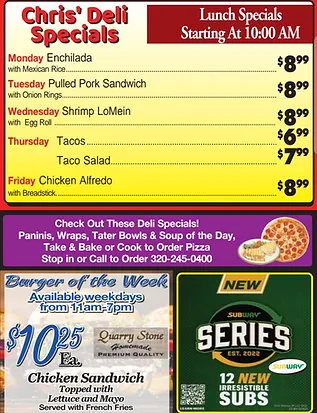 Chris' Deli
Specials
Lunch Specials
Starting At 10:00 AM
Monday Enchilada
with Mexican Rice $8.99
Tuesday Pulled Pork Sandwich
with Onion Rings $8.99
Wednesday Shrimp LoMein
with Egg Roll $8.99
Thursday Tacos $6.99
Taco Salad $7.99
Friday Chicken Alfredo
with Breadstick $8.99
Check Out These Deli Specials!
Paninis, Wraps, Tater Bowls & Soup of the Day,
Take & Bake or Cook to Order Pizza
Stop in or Call to Order 320-245-0400
Burger of the Week
Available weekdays
from 11am-7pm
$10.25
Ea.
Quarry Stone
Homemade
PREMIUM QUALITY
Chicken Sandwich
Topped with
Lettuce and Mayo
Served with French Fries
NEW
SUBWAY
SERIES
EST. 2022
SUBWAY
12 NEW
IRRESISTIBLE
SUBS
LEARN MORE